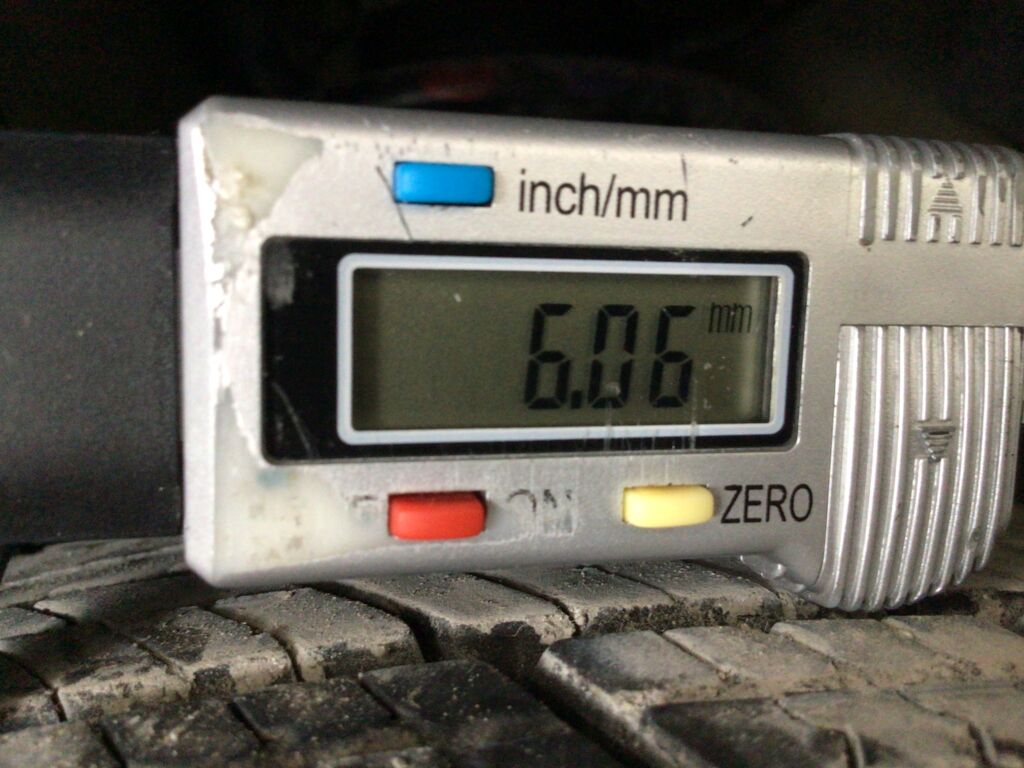 inch/mm
6.06 mm
ON
ZERO